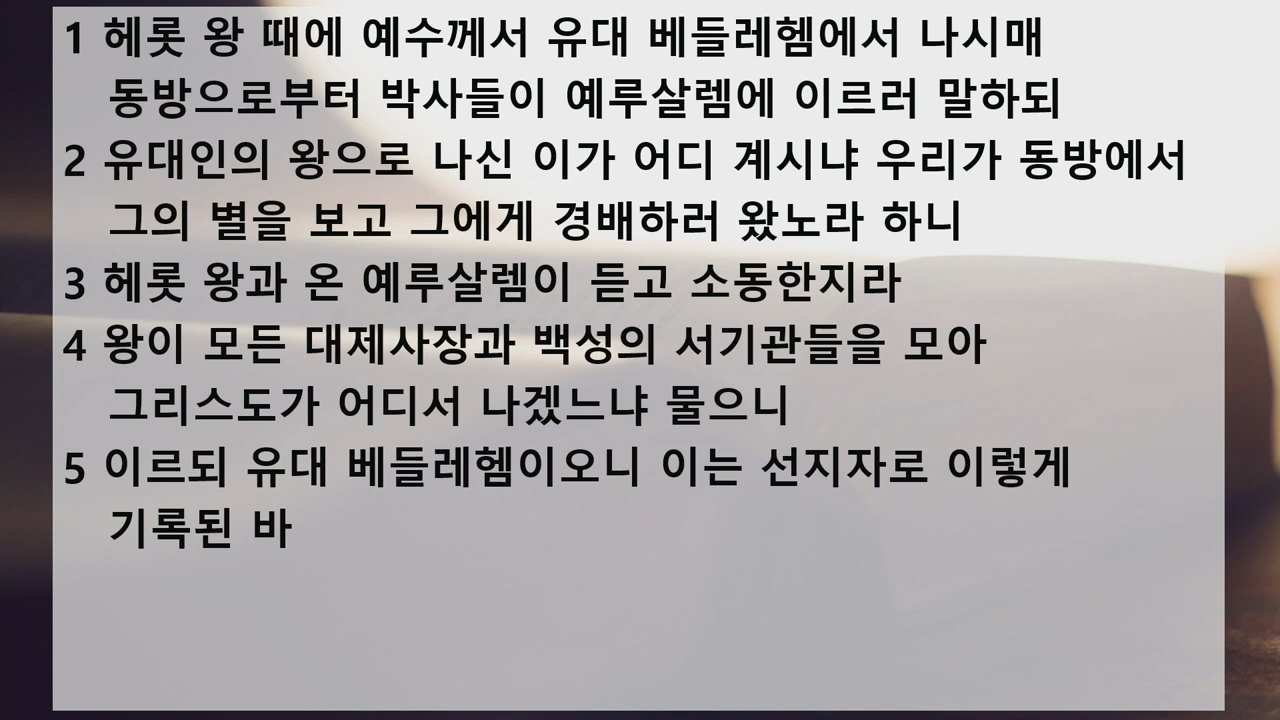 1 헤롯 왕 때에 예수께서 유대 베들레헴에서 나시매
동방으로부터 박사들이 예루살렘에 이르러 말하되
2 유대인의 왕으로 나신 이가 어디 계시냐 우리가 동방에서
그의 별을 보고 그에게 경배하러 왔노라 하니
3 헤롯 왕과 온 예루살렘이 듣고 소동한지라
4 왕이 모든 대제사장과 백성의 서기관들을 모아
그리스도가 어디서 나겠느냐 물으니
5 이르되 유대 베들레헴이오니 이는 선지자로 이렇게
기록된 바